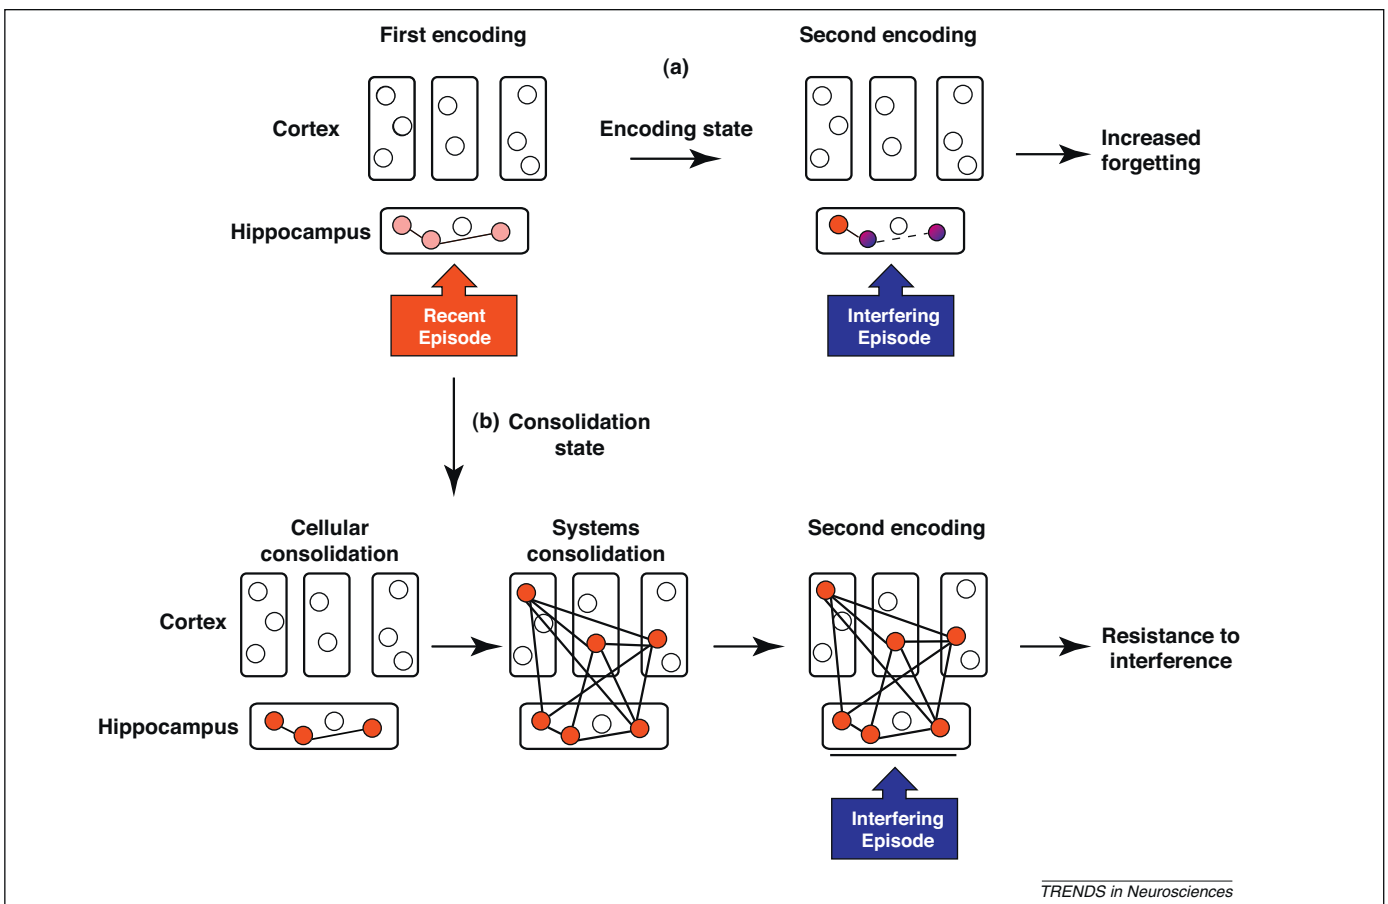 First encoding
Second encoding
(a)
Cortex
Encoding state
Increased
forgetting
Hippocampus
Recent
Episode
Interfering
Episode
(b) Consolidation
state
Cellular
consolidation
Systems
consolidation
Second encoding
Cortex
Resistance to
interference
Hippocampus
Interfering
Episode
TRENDS in Neurosciences